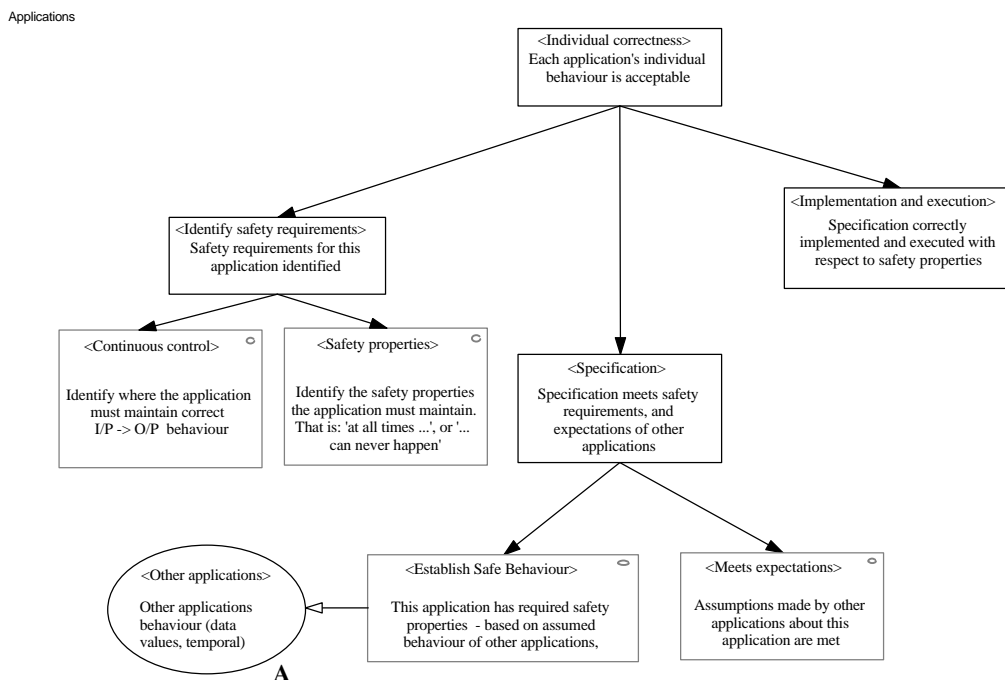 Applications
<Individual correctness>
Each application's individual
behaviour is acceptable
<Identify safety requirements>
Safety requirements for this
application identified
<Implementation and execution>
Specification correctly
implemented and executed with
respect to safety properties
<Continuous control>
Identify where the application
must maintain correct
I/P -> O/P behaviour
<Safety properties>
Identify the safety properties
the application must maintain.
That is: 'at all times ...', or '...
can never happen'
<Specification>
Specification meets safety
requirements, and
expectations of other
applications
<Other applications>
Other applications
behaviour (data
values, temporal)
A
<Establish Safe Behaviour>
This application has required safety
properties - based on assumed
behaviour of other applications,
<Meets expectations>
Assumptions made by other
applications about this
application are met